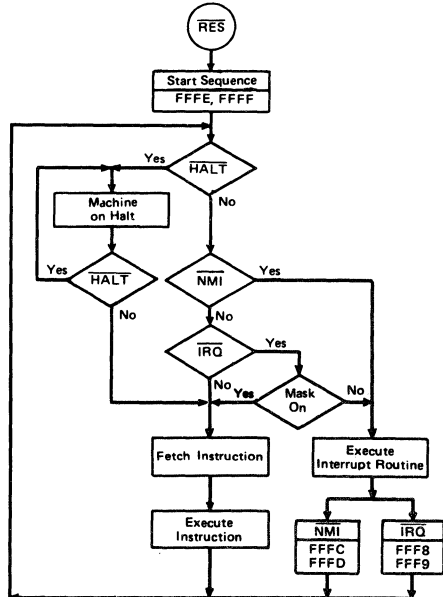 RES
Start Sequence
FFFE, FFFF
Yes
HALT
No
Machine
on Halt
Yes
HALT
No
NMI
Yes
No
IRQ
Yes
No
Yes
Mask
On
No
Fetch Instruction
Execute
Interrupt Routine
Execute
Instruction
NMI
FFFC
FFFD
IRQ
FFF8
FFF9